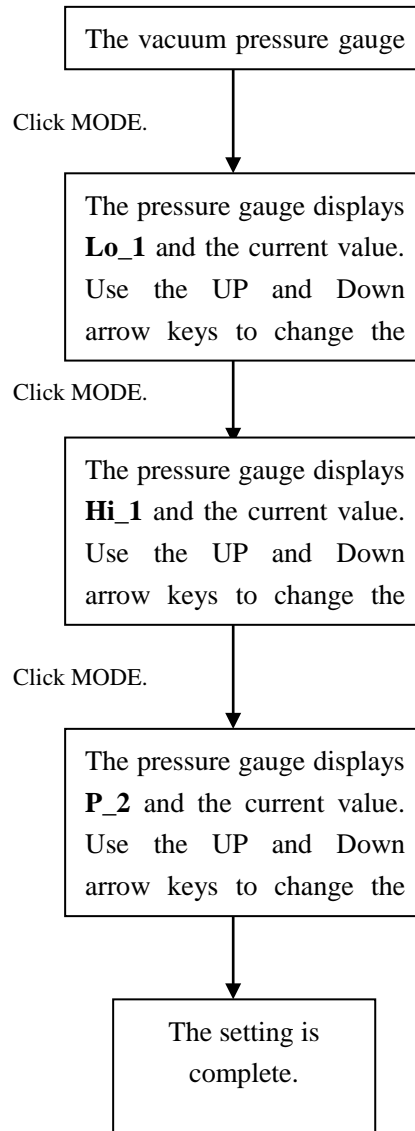 The vacuum pressure gauge
Click MODE.
The pressure gauge displays
Lo_1 and the current value.
Use the UP and Down
arrow keys to change the
Click MODE.
The pressure gauge displays
Hi_1 and the current value.
Use the UP and Down
arrow keys to change the
Click MODE.
The pressure gauge displays
P_2 and the current value.
Use the UP and Down
arrow keys to change the
The setting is
complete.